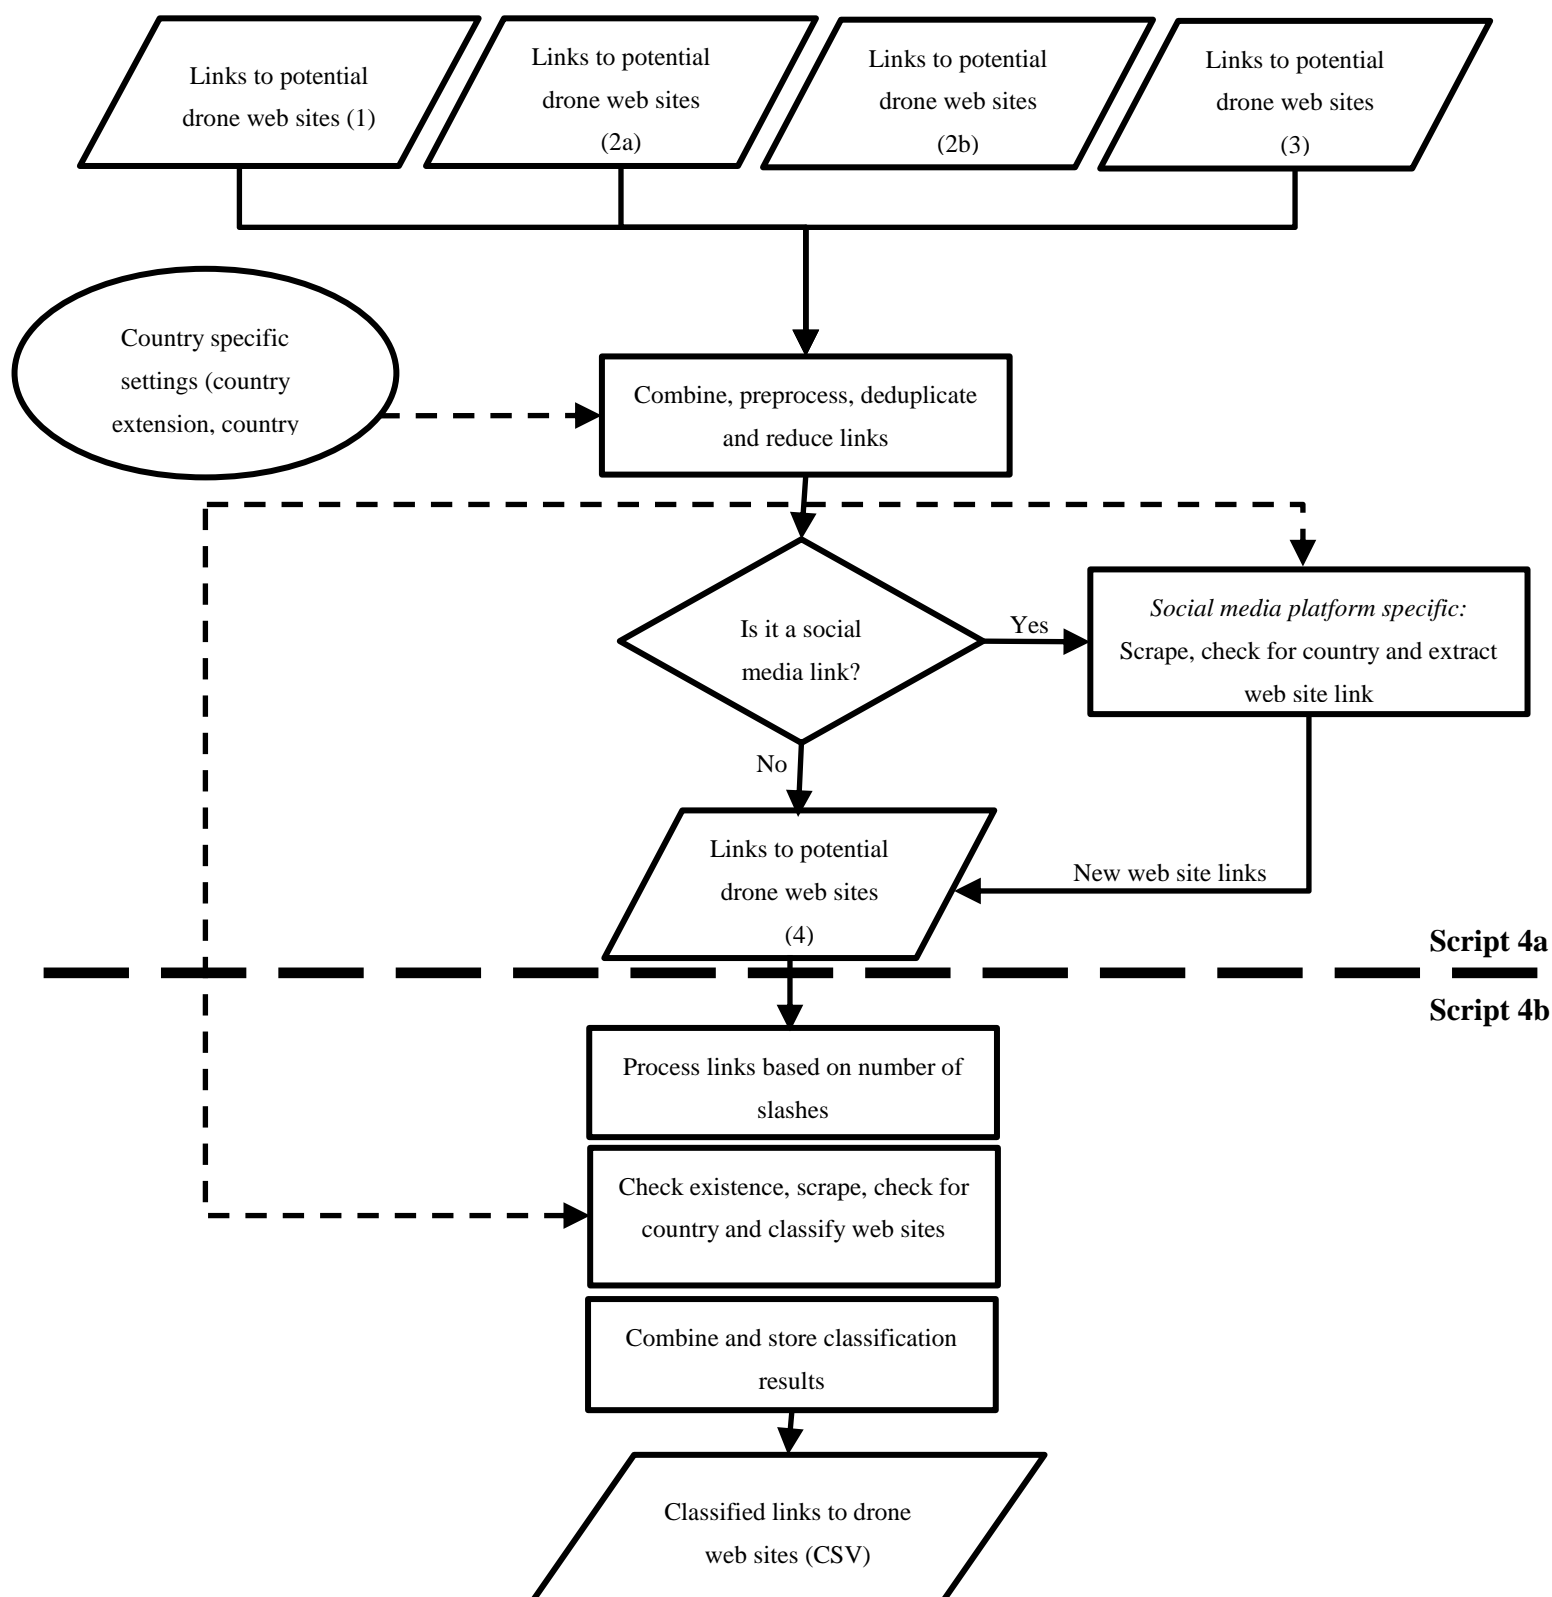 Links to potential
drone web sites (1)
Links to potential
drone web sites
(2a)
Links to potential
drone web sites
(2b)
Links to potential
drone web sites
(3)
Country specific
settings (country
extension, country
Combine, preprocess, deduplicate
and reduce links
Is it a social
media link?
Yes
Social media platform specific:
Scrape, check for country and extract
web site link
No
Links to potential
drone web sites
(4)
New web site links
Script 4a
Script 4b
Process links based on number of
slashes
Check existence, scrape, check for
country and classify web sites
Combine and store classification
results
Classified links to drone
web sites (CSV)